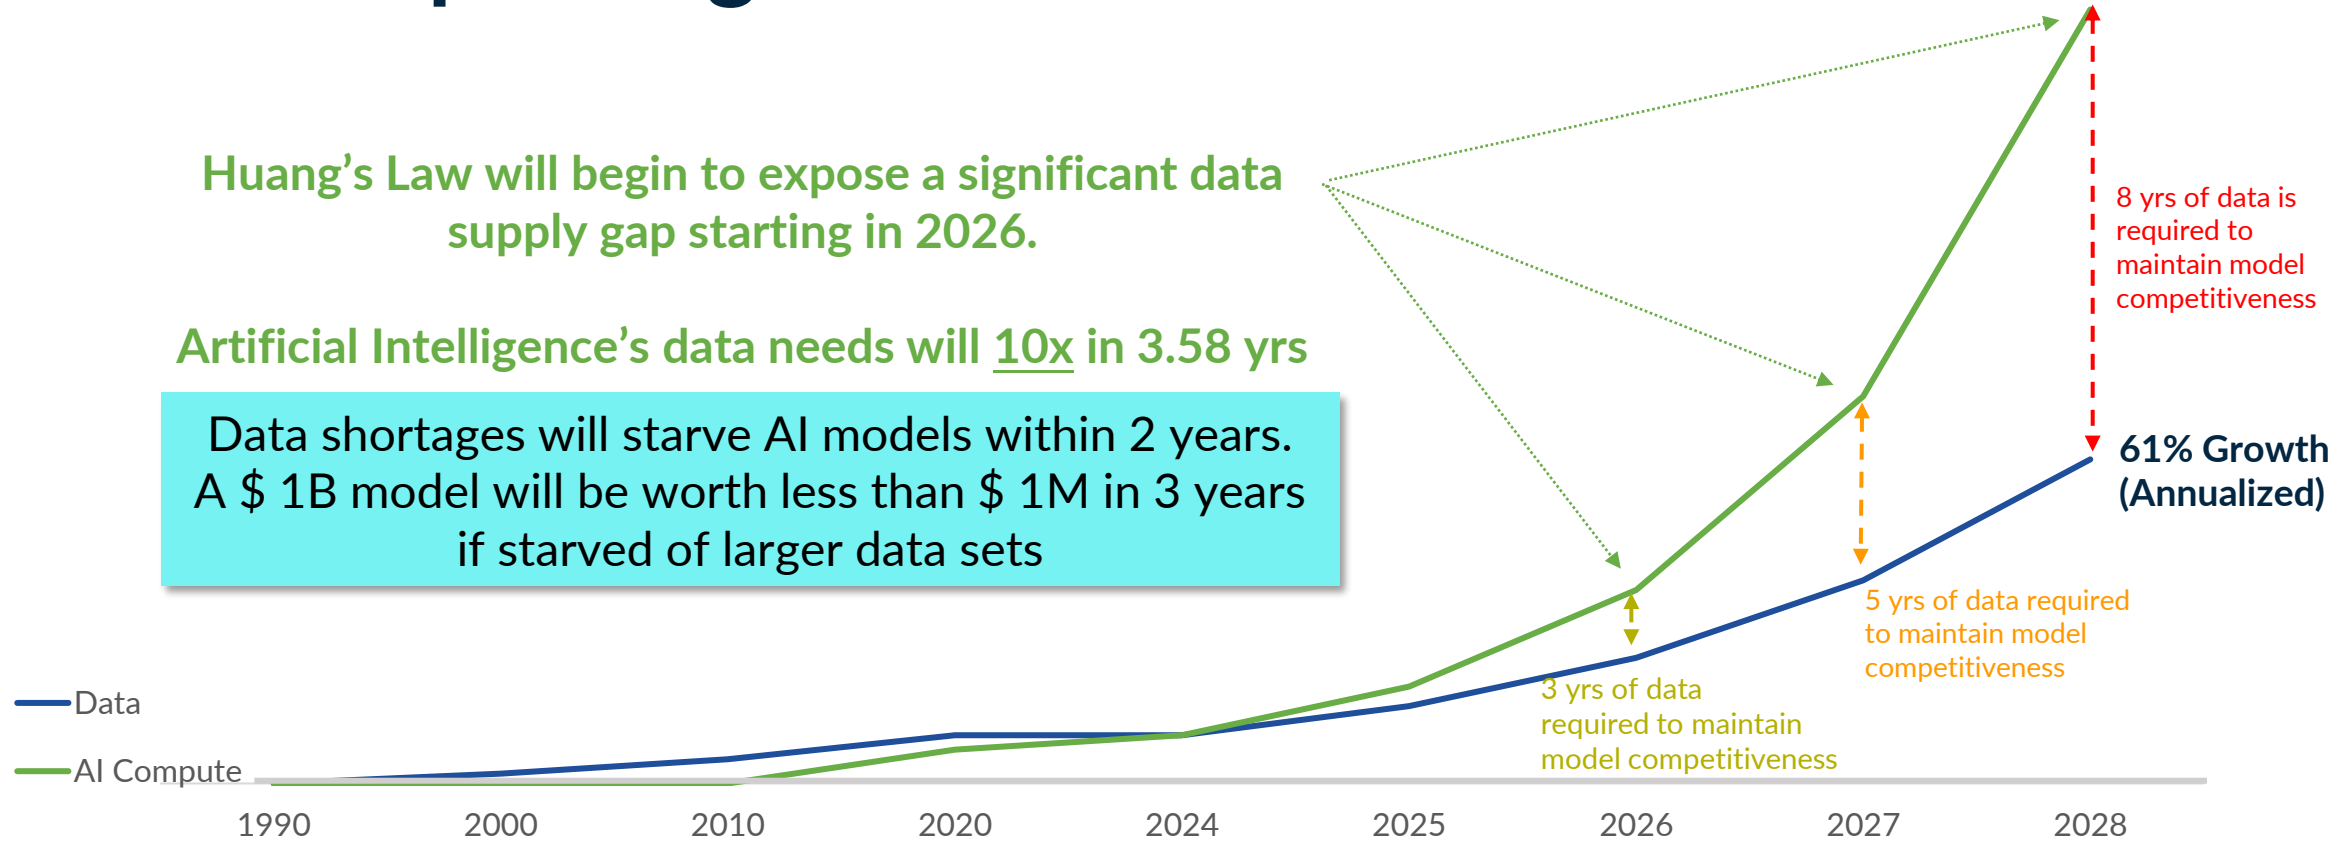 Huang’s Law will begin to expose a significant data
supply gap starting in 2026.
Artificial Intelligence’s data needs will 10x in 3.58 yrs
Data shortages will starve AI models within 2 years.
A $ 1B model will be worth less than $ 1M in 3 years
if starved of larger data sets
8 yrs of data is
required to
maintain model
competitiveness
61% Growth
(Annualized)
5 yrs of data required
to maintain model
competitiveness
3 yrs of data
required to maintain
model competitiveness
Data
AI Compute
1990 2000 2010 2020 2024 2025 2026 2027 2028